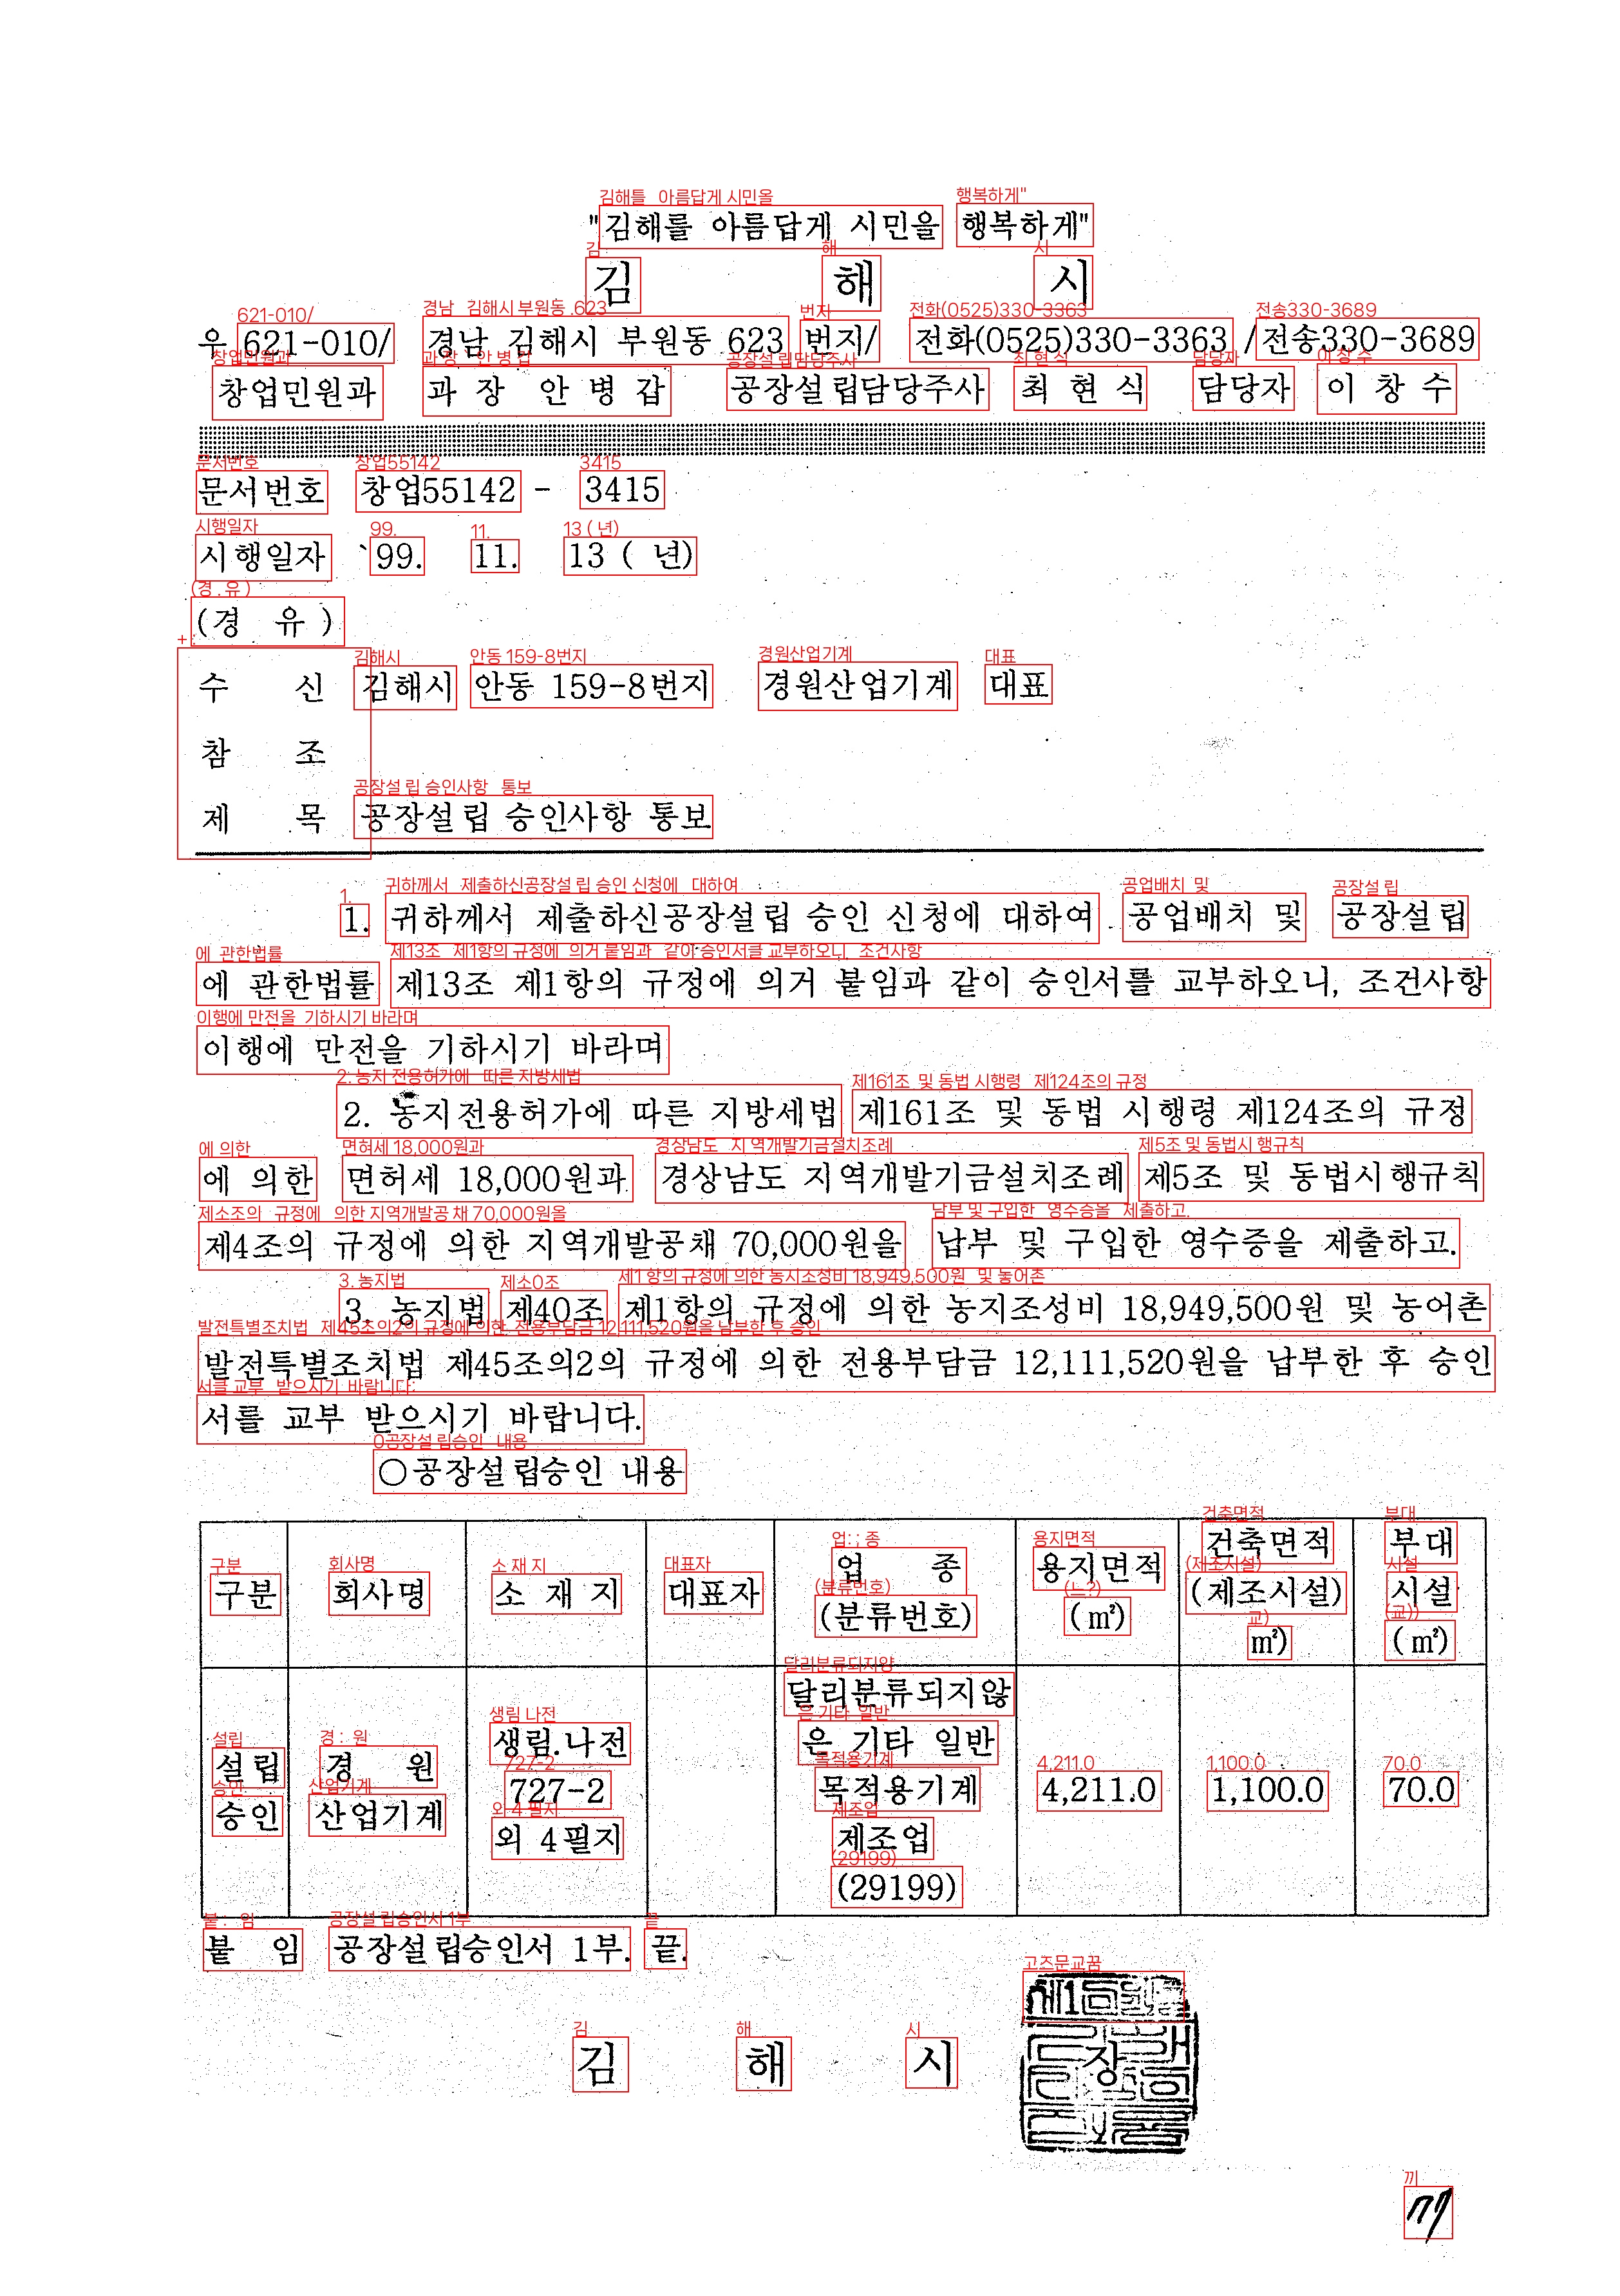 "김해를 아름답게 시민을 행복하게"
김 해 시
우 621-010/ 경남 김해시 부원동 623 번지/ 전화(0525)330-3363 /전송330-3689
창업민원과 과 장 안 병 갑 공장설립담당주사 최 현 식 담당자 이 창 수
문서번호 창업55142 - 3415
시행일자 `99. 11. 13 ( 년)
(경 유 )
수 신 김해시 안동 159-8번지 경원산업기계 대표
참 조
제 목 공장설립 승인사항 통보
1. 귀하께서 제출하신공장설립 승인 신청에 대하여 공업배치 및 공장설립
에 관한법률 제13조 제1항의 규정에 의거 붙임과 같이 승인서를 교부하오니, 조건사항
이행에 만전을 기하시기 바라며
2. 농지전용허가에 따른 지방세법 제161조 및 동법 시행령 제124조의 규정
에 의한 면허세 18,000원과 경상남도 지역개발기금설치조례 제5조 및 동법시행규칙
제4조의 규정에 의한 지역개발공채 70,000원을 납부 및 구입한 영수증을 제출하고.
3. 농지법 제40조 제1항의 규정에 의한 농지조성비 18,949,500원 및 농어촌
발전특별조치법 제45조의2의 규정에 의한 전용부담금 12,111,520원을 납부한 후 승인
서를 교부 받으시기 바랍니다.
○공장설립승인 내용
구분 회사명 소 재 지 대표자 업 종 (분류번호) 용지면적 (㎡) 건축면적 (제조시설) ㎡) 부대 시설 (㎡)
설립 승인
경 원 산업기계
생림.나전 727-2 외 4필지
달리분류되지않은 기타 일반 목적용기계 제조업 (29199)
4,211.0 1,100.0 70.0
붙 임 공장설립승인서 1부. 끝.
김 해 시 장